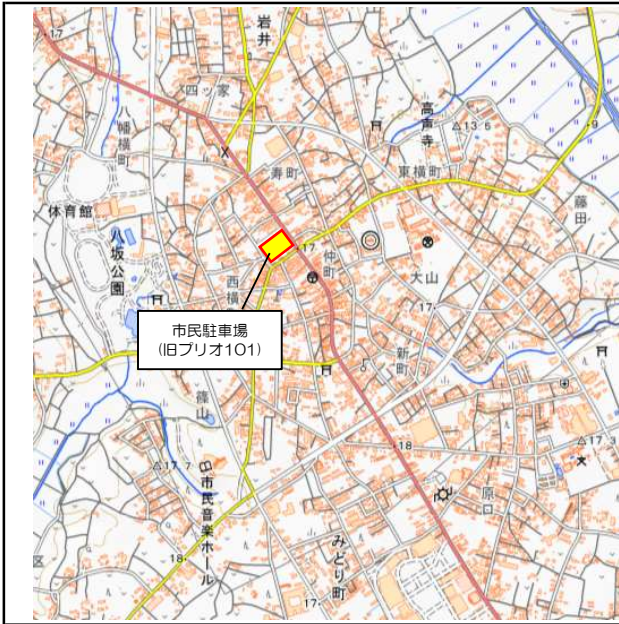 17
岩井
四ッ家
八幡横町
高声寺
13.6
9
寿町
東横町
体育館
八坂公園
藤田
17
仲町
西横
大山
17
市民駐車場
(旧プリオ101)
新町
篠山
18
17.3
17.7
市民音楽ホール
原口
18
みどり町
区
17